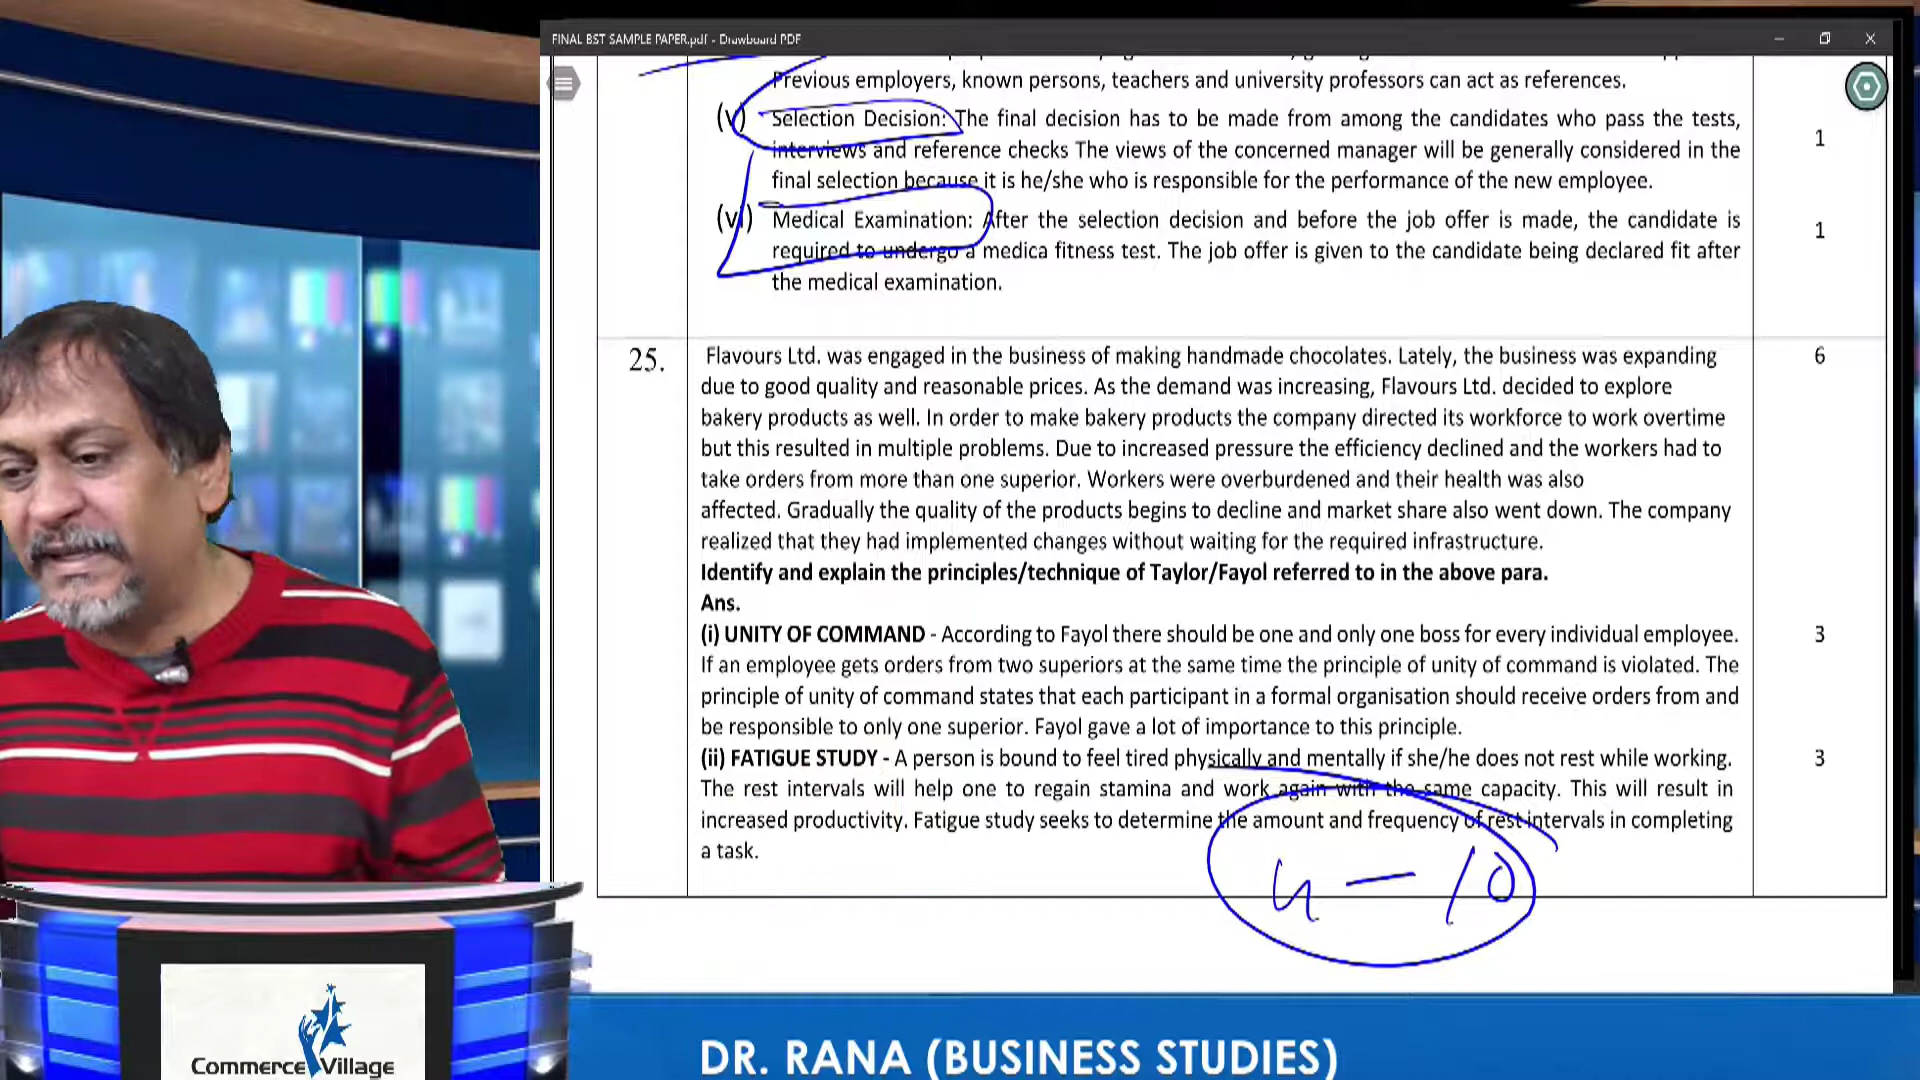 FINAL BST SAMPLE PAPER.pdf - Drawboard PDF
Previous employers, known persons, teachers and university professors can act as references.
(v) Selection Decision: The final decision has to be made from among the candidates who pass the tests, 1
interviews and reference checks The views of the concerned manager will be generally considered in the
final selection because it is he/she who is responsible for the performance of the new employee.
(vi) Medical Examination: After the selection decision and before the job offer is made, the candidate is 1
required to undergo a medica fitness test. The job offer is given to the candidate being declared fit after
the medical examination.
25. Flavours Ltd. was engaged in the business of making handmade chocolates. Lately, the business was expanding 6
due to good quality and reasonable prices. As the demand was increasing, Flavours Ltd. decided to explore
bakery products as well. In order to make bakery products the company directed its workforce to work overtime
but this resulted in multiple problems. Due to increased pressure the efficiency declined and the workers had to
take orders from more than one superior. Workers were overburdened and their health was also
affected. Gradually the quality of the products begins to decline and market share also went down. The company
realized that they had implemented changes without waiting for the required infrastructure.
Identify and explain the principles/technique of Taylor/Fayol referred to in the above para.
Ans.
(i) UNITY OF COMMAND - According to Fayol there should be one and only one boss for every individual employee. 3
If an employee gets orders from two superiors at the same time the principle of unity of command is violated. The
principle of unity of command states that each participant in a formal organisation should receive orders from and
be responsible to only one superior. Fayol gave a lot of importance to this principle.
(ii) FATIGUE STUDY - A person is bound to feel tired physically and mentally if she/he does not rest while working. 3
The rest intervals will help one to regain stamina and work again with the same capacity. This will result in
increased productivity. Fatigue study seeks to determine the amount and frequency of rest intervals in completing
a task.
DR. RANA (BUSINESS STUDIES)
Commerce Village